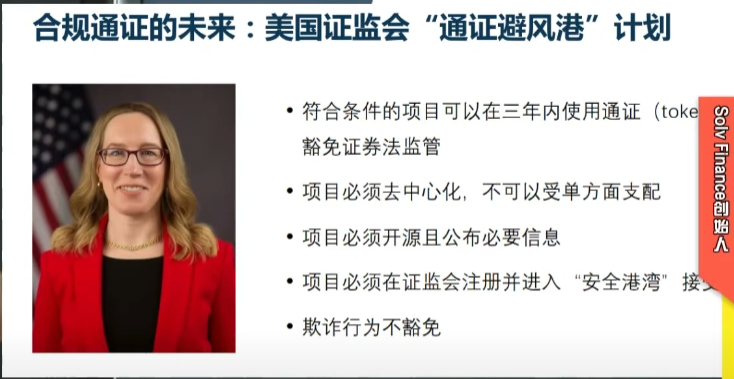 合规通证的未来：美国证监会“通证避风港”计划
• 符合条件的项目可以在三年内使用通证（toke
豁免证券法监管
• 项目必须去中心化，不可以受单方面支配
• 项目必须开源且公布必要信息
• 项目必须在证监会注册并进入“安全港湾”接
• 欺诈行为不豁免
Solv Finance创始人